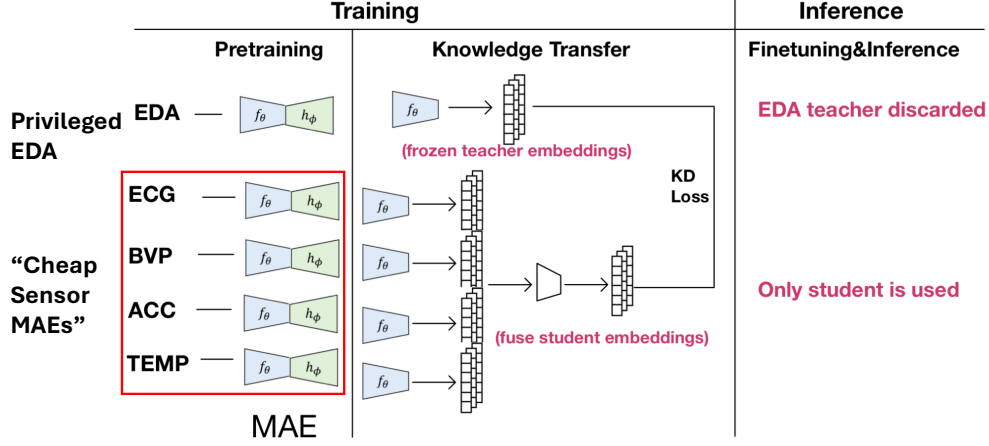 Training
Inference
Pretraining
Knowledge Transfer
Finetuning&Inference
Privileged
EDA
EDA
fθ
hϕ
fθ
(frozen teacher embeddings)
EDA teacher discarded
“Cheap
Sensor
MAEs”
ECG
fθ
hϕ
BVP
fθ
hϕ
ACC
fθ
hϕ
TEMP
fθ
hϕ
MAE
fθ
fθ
fθ
fθ
(fuse student embeddings)
KD
Loss
Only student is used